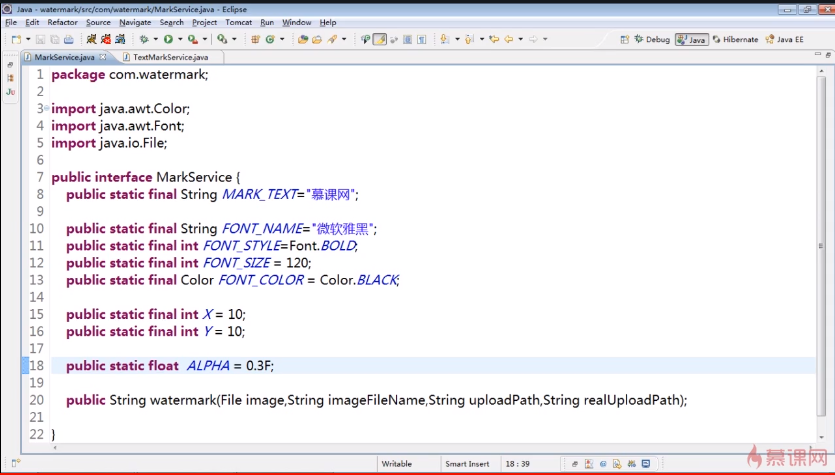 Java - watermark/src/com/watermark/MarkService.java - Eclipse
File Edit Refactor Source Navigate Search Project Tomcat Run Window Help
Debug Java Hibernate Java EE
MarkService.java TextMarkService.java
1 package com.watermark;
2
3 import java.awt.Color;
4 import java.awt.Font;
5 import java.io.File;
6
7 public interface MarkService {
8 public static final String MARK_TEXT="慕课网";
9
10 public static final String FONT_NAME="微软雅黑";
11 public static final int FONT_STYLE=Font.BOLD;
12 public static final int FONT_SIZE = 120;
13 public static final Color FONT_COLOR = Color.BLACK;
14
15 public static final int X = 10;
16 public static final int Y = 10;
17
18 public static float ALPHA = 0.3F;
19
20 public String watermark(File image,String imageFileName,String uploadPath,String realUploadPath);
21
22 }
Writable Smart Insert 18 : 39
慕课网